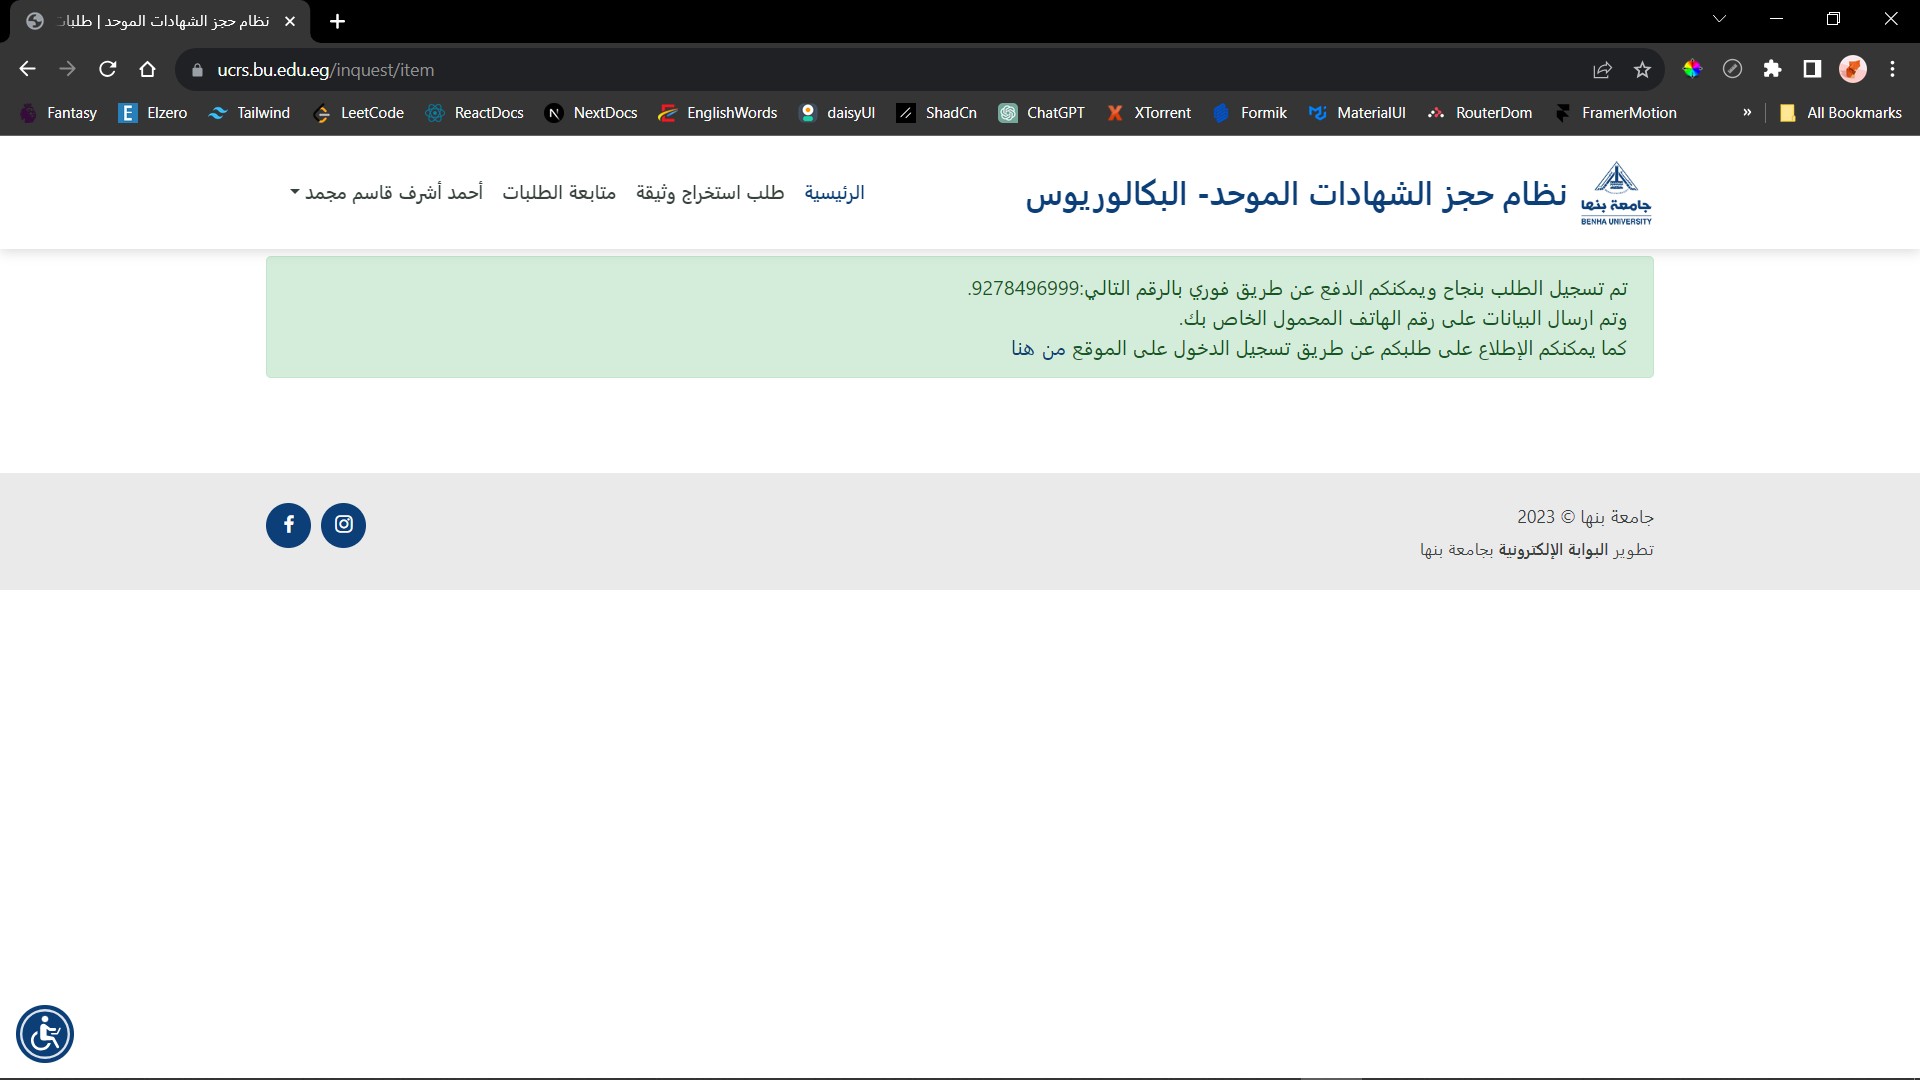 نظام حجز الشهادات الموحد | طلبات
ucrs.bu.edu.eg/inquest/item
Fantasy
Elzero
Tailwind
LeetCode
ReactDocs
NextDocs
EnglishWords
daisyUI
ShadCn
ChatGPT
XTorrent
Formik
MaterialUI
RouterDom
FramerMotion
»
All Bookmarks
جامعة بنها
BENHA UNIVERSITY
نظام حجز الشهادات الموحد- البكالوريوس
الرئيسية
طلب استخراج وثيقة
متابعة الطلبات
أحمد أشرف قاسم مجمد
تم تسجيل الطلب بنجاح ويمكنكم الدفع عن طريق فوري بالرقم التالي:9278496999.
وتم ارسال البيانات على رقم الهاتف المحمول الخاص بك.
كما يمكنكم الإطلاع على طلبكم عن طريق تسجيل الدخول على الموقع من هنا
جامعة بنها © 2023
تطوير البوابة الإلكترونية بجامعة بنها